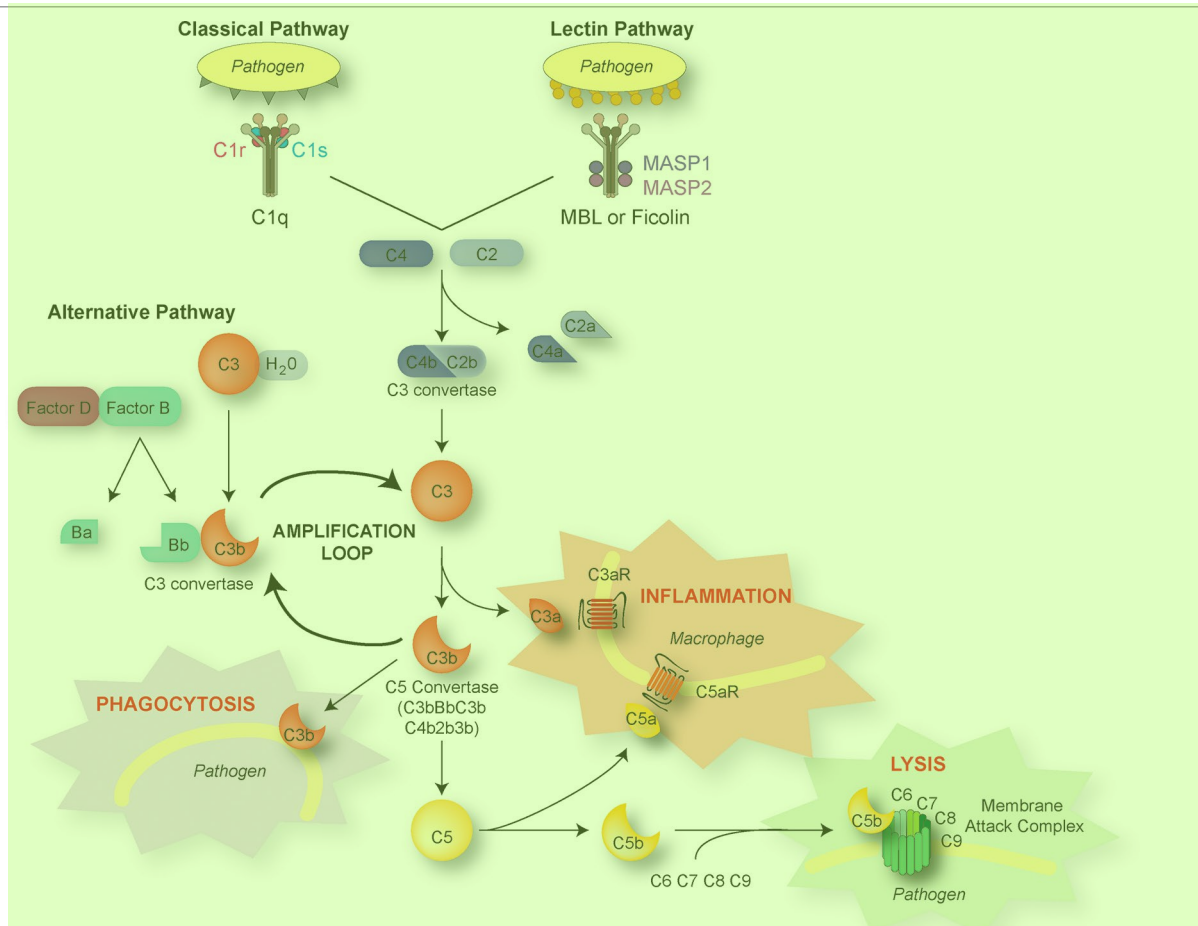 Classical Pathway
Pathogen
C1r
C1s
C1q
Lectin Pathway
Pathogen
MASP1
MASP2
MBL or Ficolin
C4
C2
C2a
C4a
C4b
C2b
C3 convertase
Alternative Pathway
C3
H₂0
Factor D
Factor B
Ba
Bb
C3b
C3 convertase
AMPLIFICATION
LOOP
C3
C3a
C3b
C5 Convertase
(C3bBbC3b
C4b2b3b)
PHAGOCYTOSIS
C3b
Pathogen
C3aR
INFLAMMATION
Macrophage
C5aR
C5a
C5
C5b
C6 C7 C8 C9
LYSIS
C6
C7
C8
C9
C5b
Membrane
Attack Complex
Pathogen